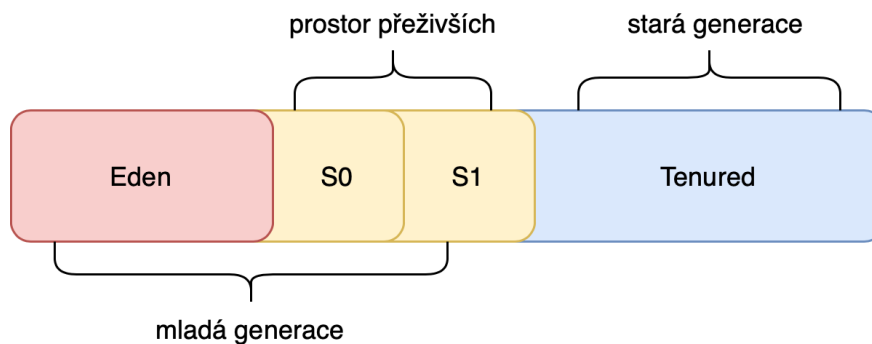 prostor přeživších
stará generace
Eden
S0
S1
Tenured
mladá generace